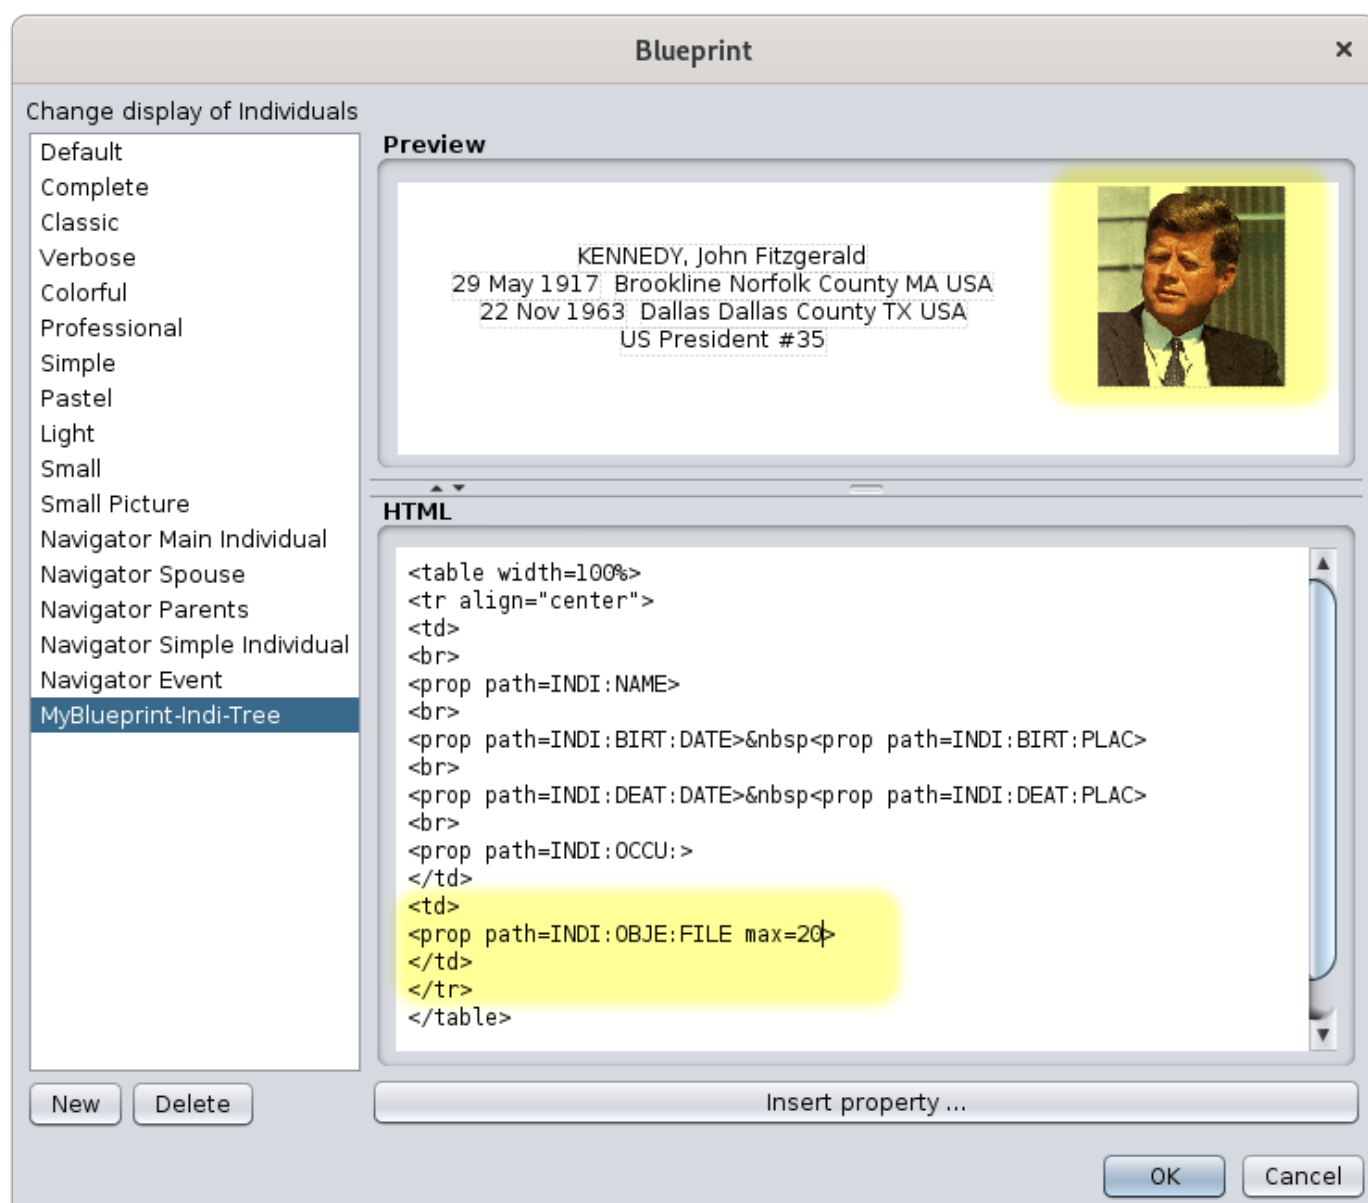 Blueprint ×
Change display of Individuals
Default
Complete
Classic
Verbose
Colorful
Professional
Simple
Pastel
Light
Small
Small Picture
Navigator Main Individual
Navigator Spouse
Navigator Parents
Navigator Simple Individual
Navigator Event
MyBlueprint-Indi-Tree
New
Delete
Preview
KENNEDY, John Fitzgerald
29 May 1917 Brookline Norfolk County MA USA
22 Nov 1963 Dallas Dallas County TX USA
US President #35
HTML
<table width=100%>
<tr align="center">
<td>
<br>
<prop path=INDI:NAME>
<br>
<prop path=INDI:BIRT:DATE>&nbsp<prop path=INDI:BIRT:PLAC>
<br>
<prop path=INDI:DEAT:DATE>&nbsp<prop path=INDI:DEAT:PLAC>
<br>
<prop path=INDI:OCCU:>
</td>
<td>
<prop path=INDI:OBJE:FILE max=20>
</td>
</tr>
</table>
Insert property ...
OK
Cancel